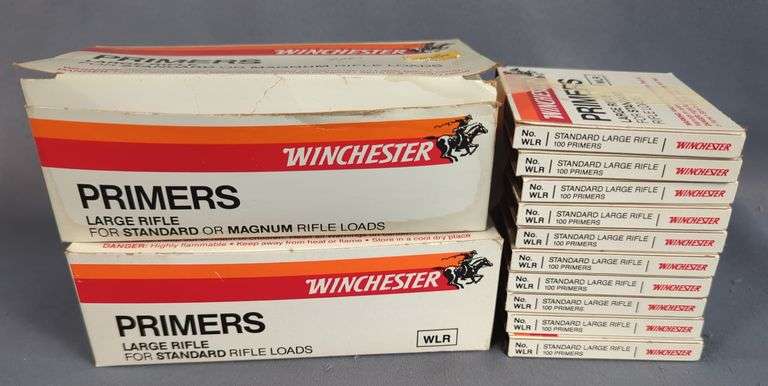 WINCHESTER
PRIMERS
WINCHESTER
PRIMERS
LARGE RIFLE
FOR STANDARD OR MAGNUM RIFLE LOADS
DANGER: Highly flammable • Keep away from heat or flame • Store in a cool dry place
WINCHESTER
PRIMERS
LARGE RIFLE
FOR STANDARD RIFLE LOADS
WLR
WINCHESTER
PRIMERS
WLR
No. WLR STANDARD LARGE RIFLE 100 PRIMERS WINCHESTER
No. WLR STANDARD LARGE RIFLE 100 PRIMERS WINCHESTER
No. WLR STANDARD LARGE RIFLE 100 PRIMERS WINCHESTER
No. WLR STANDARD LARGE RIFLE 100 PRIMERS WINCHESTER
No. WLR STANDARD LARGE RIFLE 100 PRIMERS WINCHESTER
No. WLR STANDARD LARGE RIFLE 100 PRIMERS WINCHESTER
No. WLR STANDARD LARGE RIFLE 100 PRIMERS WINCHESTER
No. WLR STANDARD LARGE RIFLE 100 PRIMERS WINCHESTER
No. WLR STANDARD LARGE RIFLE 100 PRIMERS WINCHESTER